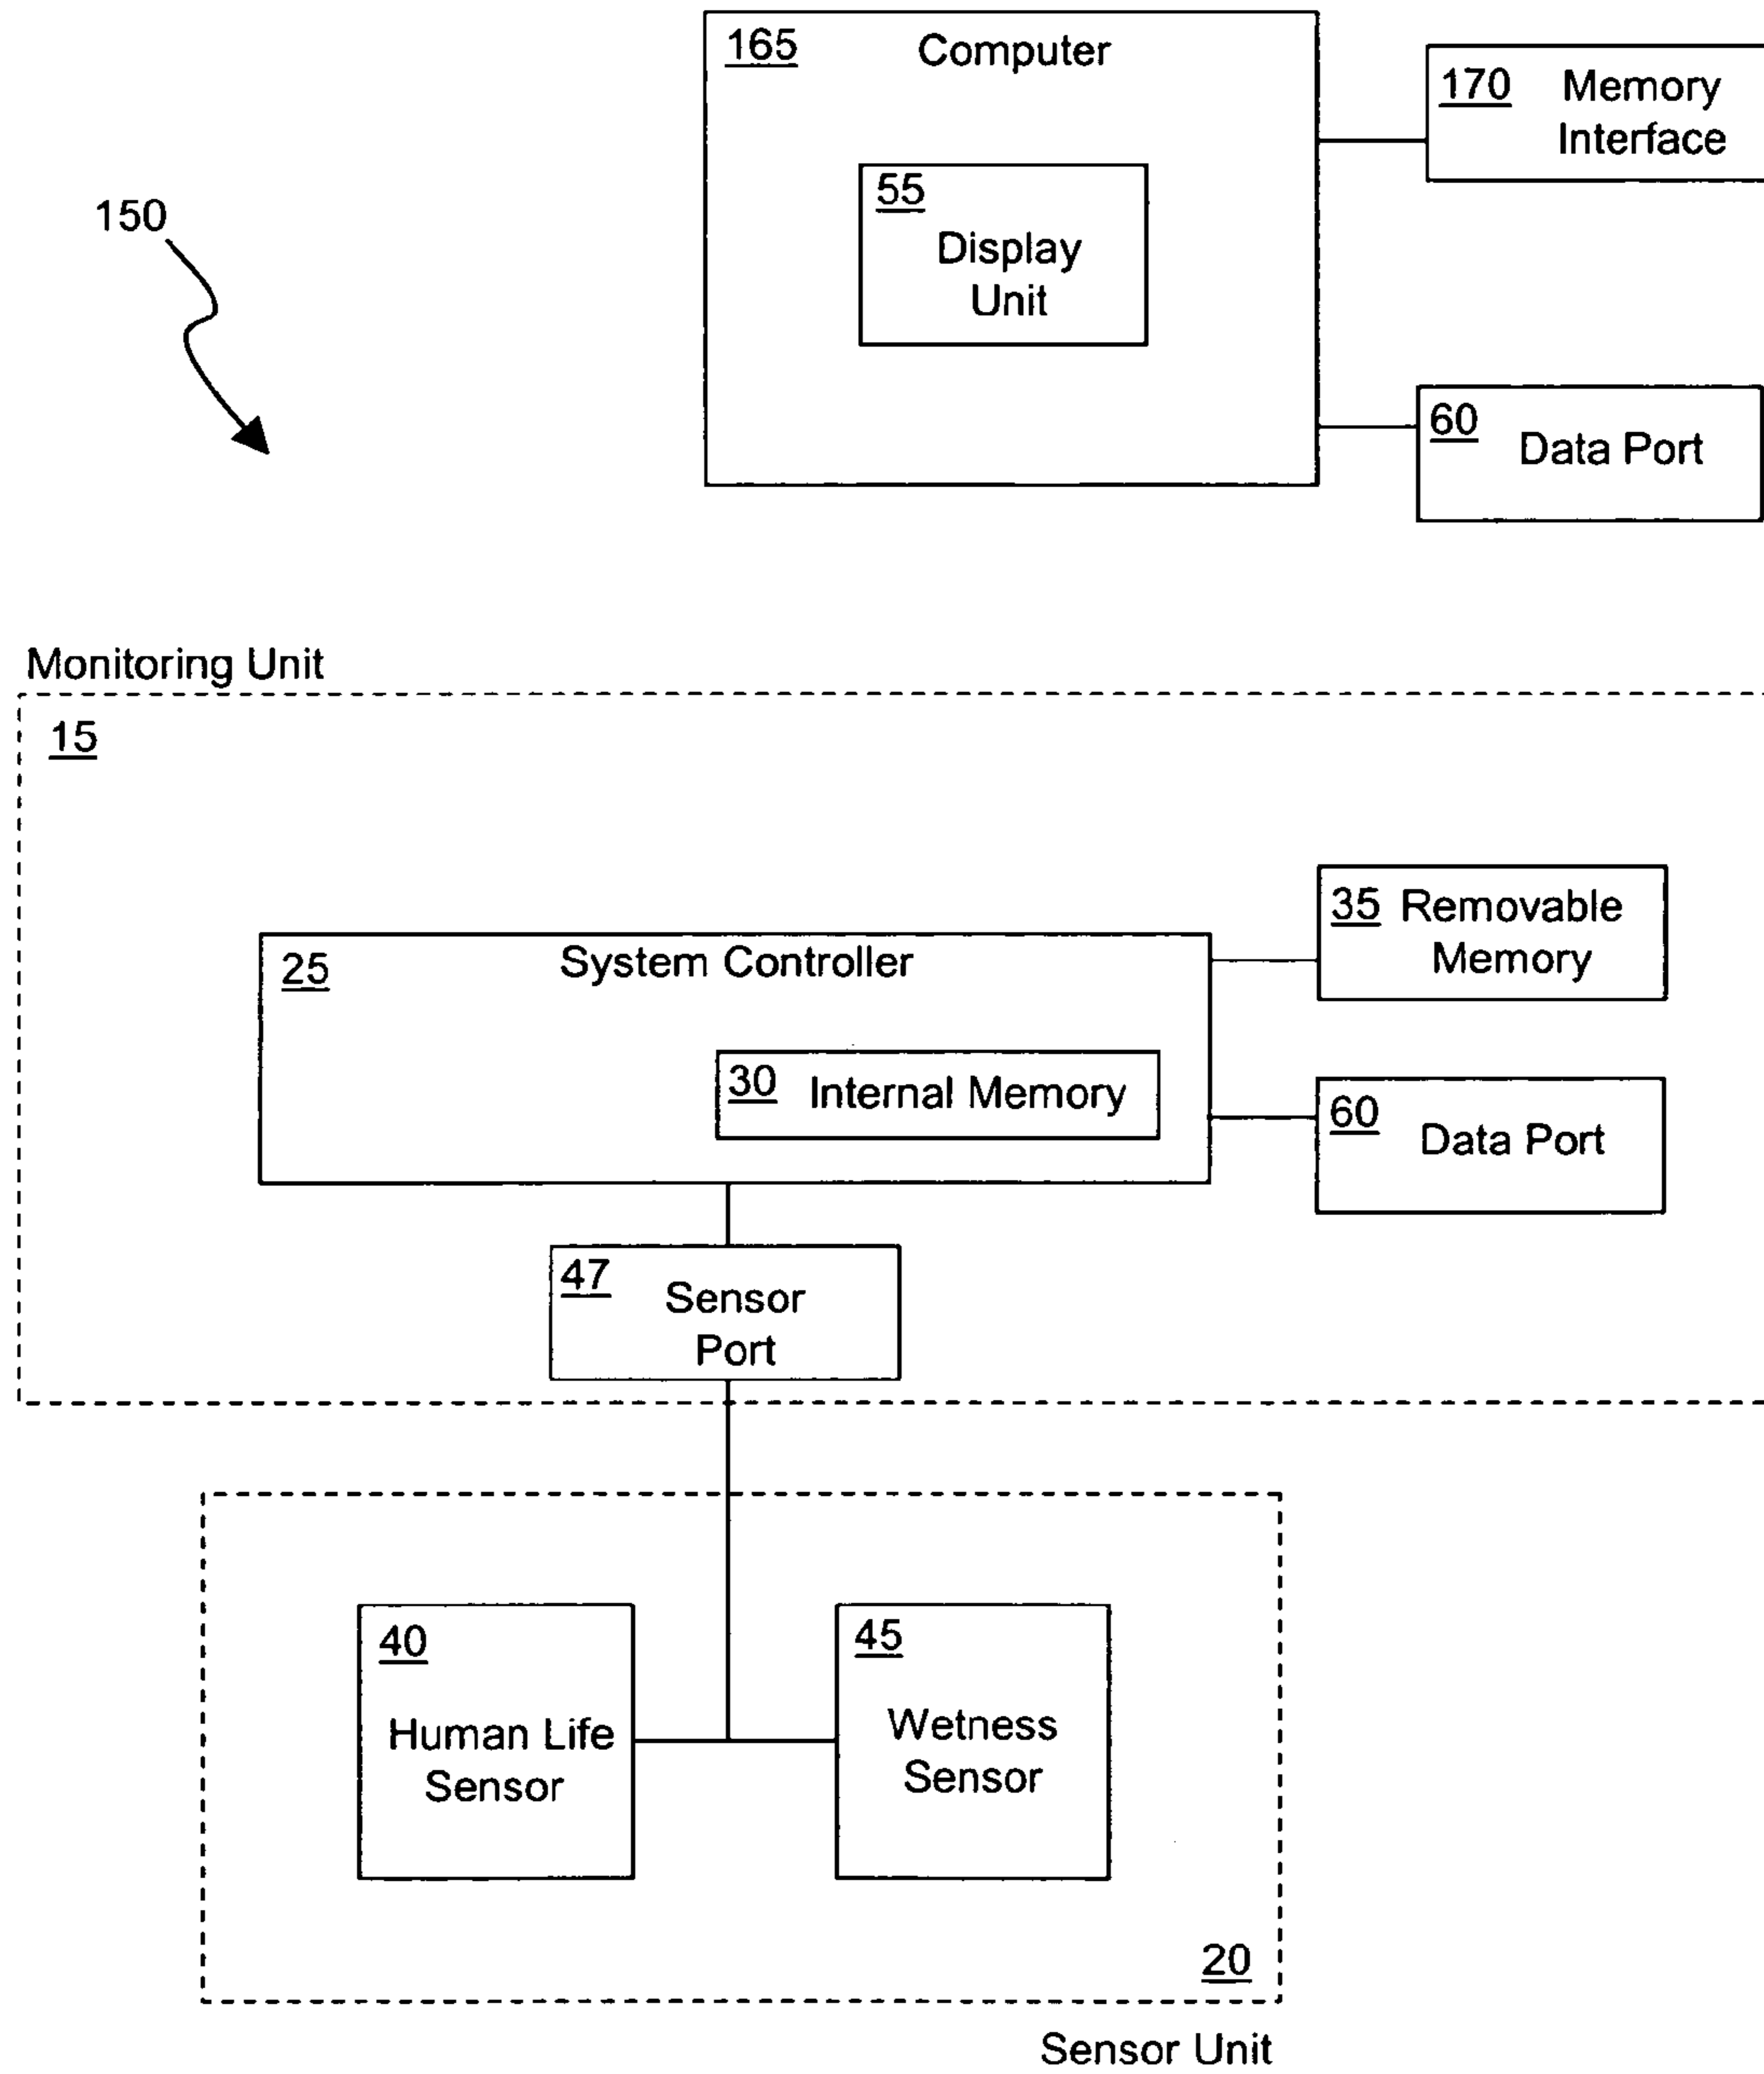 165 Computer
170 Memory
Interface
55
Display
Unit
150
60
Data Port
Monitoring Unit
15
35 Removable
Memory
25
System Controller
30 Internal Memory
60
Data Port
47
Sensor
Port
40
Human Life
Sensor
45
Wetness
Sensor
20
Sensor Unit